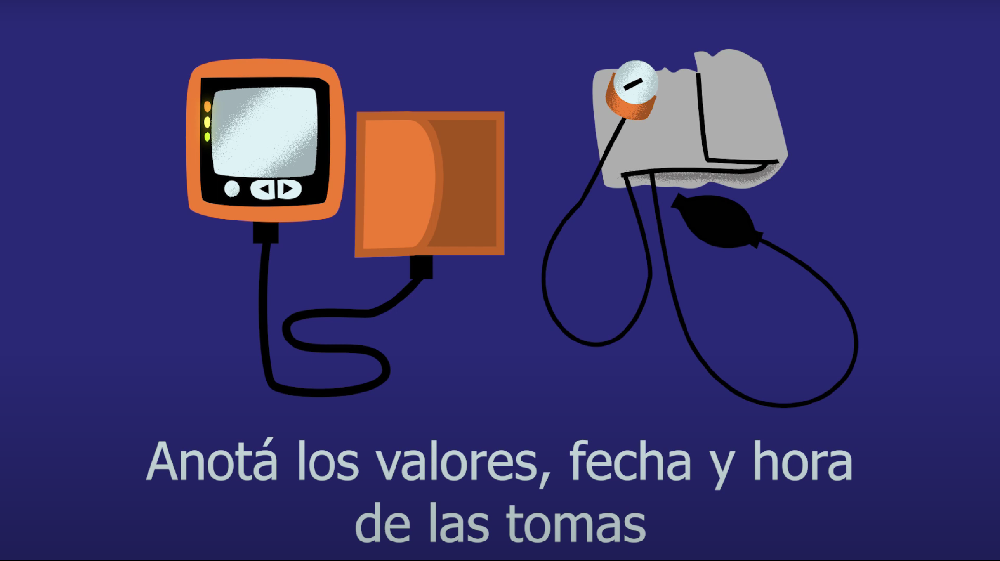 Anotá los valores, fecha y hora
de las tomas